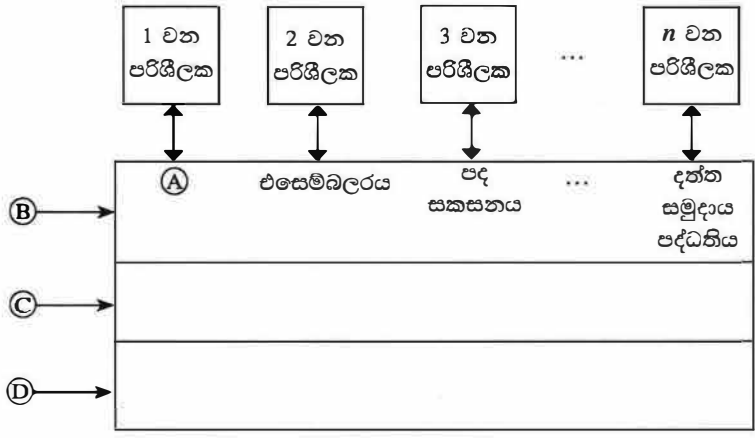 1 වන
පරිශීලක
2 වන
පරිශීලක
3 වන
පරිශීලක
...
n වන
පරිශීලක
A
එසෙම්බලරය
පද
සකසනය
...
දත්ත
සමුදාය
පද්ධතිය
B
C
D